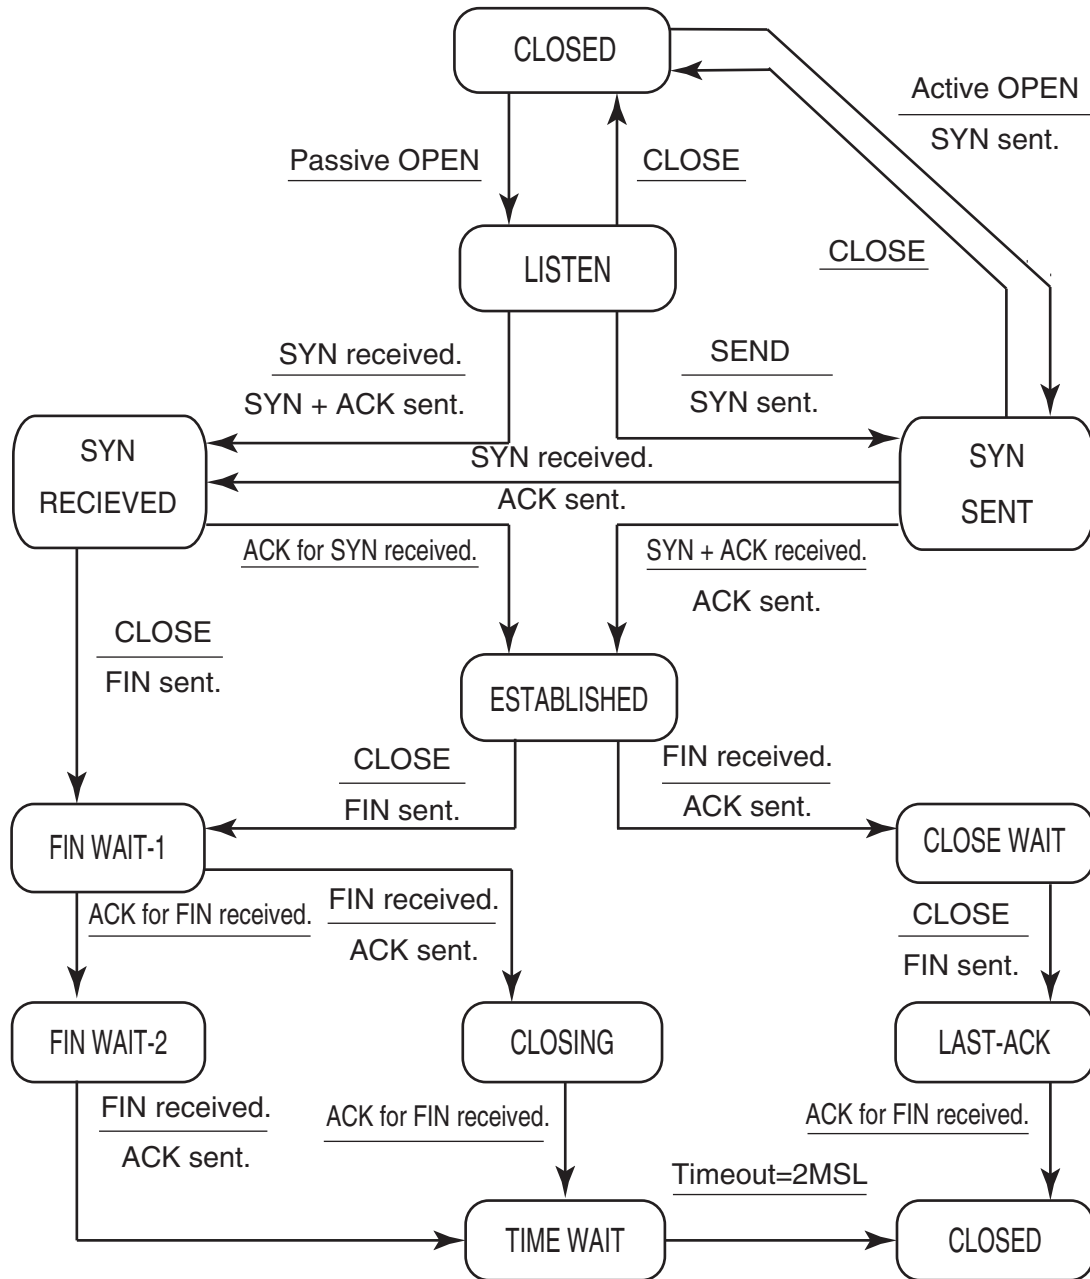 CLOSED
Active OPEN
SYN sent.
Passive OPEN
CLOSE
CLOSE
LISTEN
SYN received.
SYN + ACK sent.
SEND
SYN sent.
SYN
RECIEVED
SYN received.
ACK sent.
SYN
SENT
ACK for SYN received.
SYN + ACK received.
ACK sent.
CLOSE
FIN sent.
ESTABLISHED
CLOSE
FIN sent.
FIN received.
ACK sent.
FIN WAIT-1
CLOSE WAIT
ACK for FIN received.
FIN received.
ACK sent.
CLOSE
FIN sent.
FIN WAIT-2
CLOSING
LAST-ACK
FIN received.
ACK sent.
ACK for FIN received.
ACK for FIN received.
Timeout=2MSL
TIME WAIT
CLOSED